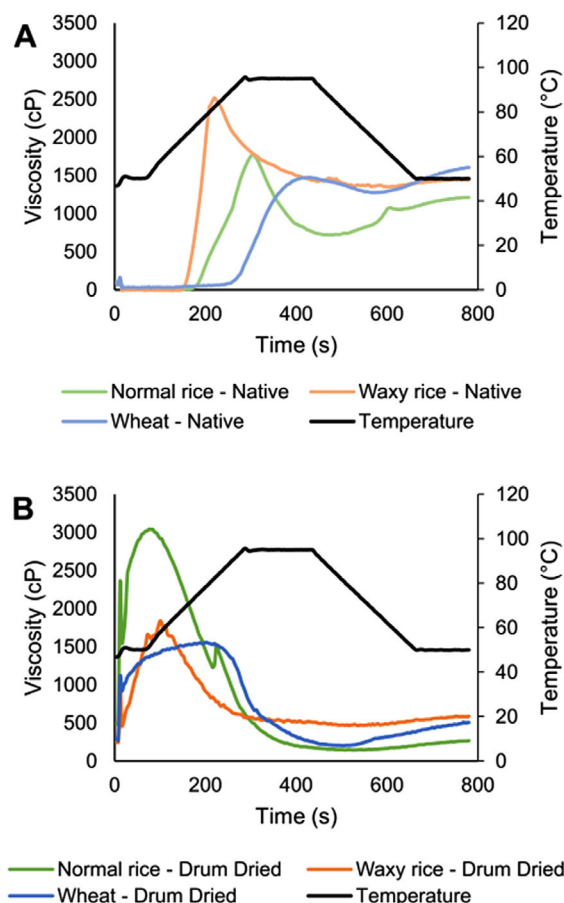 A
3500
3000
2500
2000
1500
1000
500
0
Viscosity (cP)
120
100
80
60
40
20
0
Temperature (°C)
0 200 400 600 800
Time (s)
Normal rice - Native Waxy rice - Native
Wheat - Native Temperature
B
3500
3000
2500
2000
1500
1000
500
0
Viscosity (cP)
120
100
80
60
40
20
0
Temperature (°C)
0 200 400 600 800
Time (s)
Normal rice - Drum Dried Waxy rice - Drum Dried
Wheat - Drum Dried Temperature